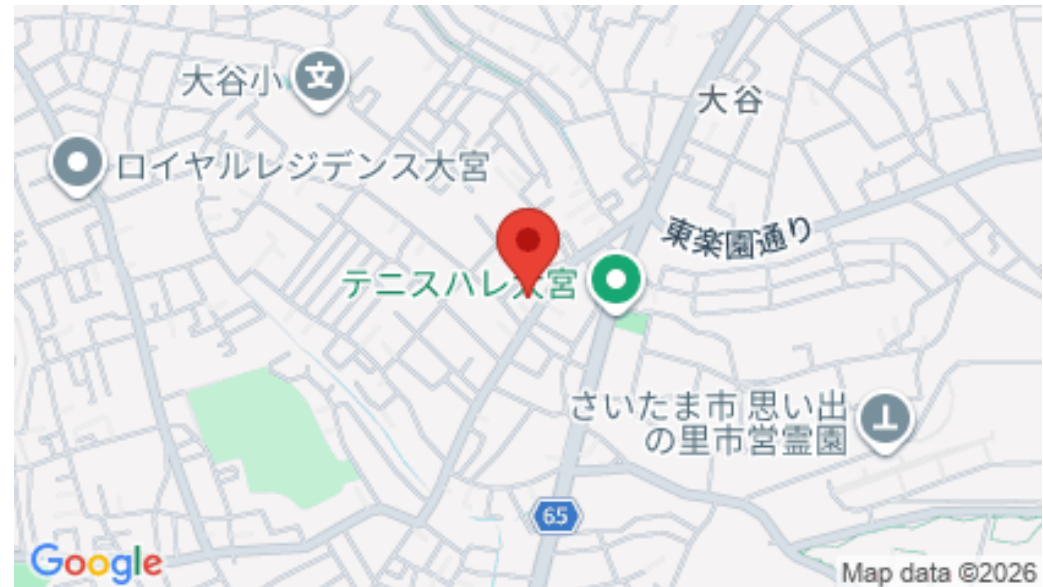 大谷小
文
大谷
ロイヤルレジデンス大宮
東楽園通り
テニスハレ大宮
さいたま市 思い出
の里市営霊園
65
Google
Map data ©2026